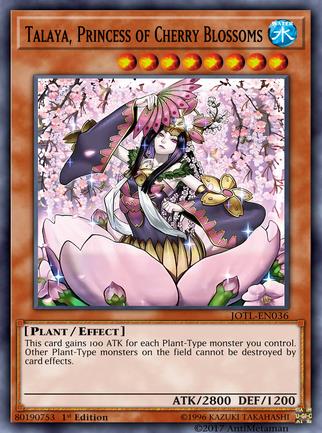 TALAYA, PRINCESS OF CHERRY BLOSSOMS
WATER
水
JOTL-EN036
[PLANT / EFFECT]
This card gains 100 ATK for each Plant-Type monster you control.
Other Plant-Type monsters on the field cannot be destroyed by
card effects.
ATK/2800 DEF/1200
80190753 1st Edition ©1996 KAZUKI TAKAHASHI
©2017 AntiMetaman